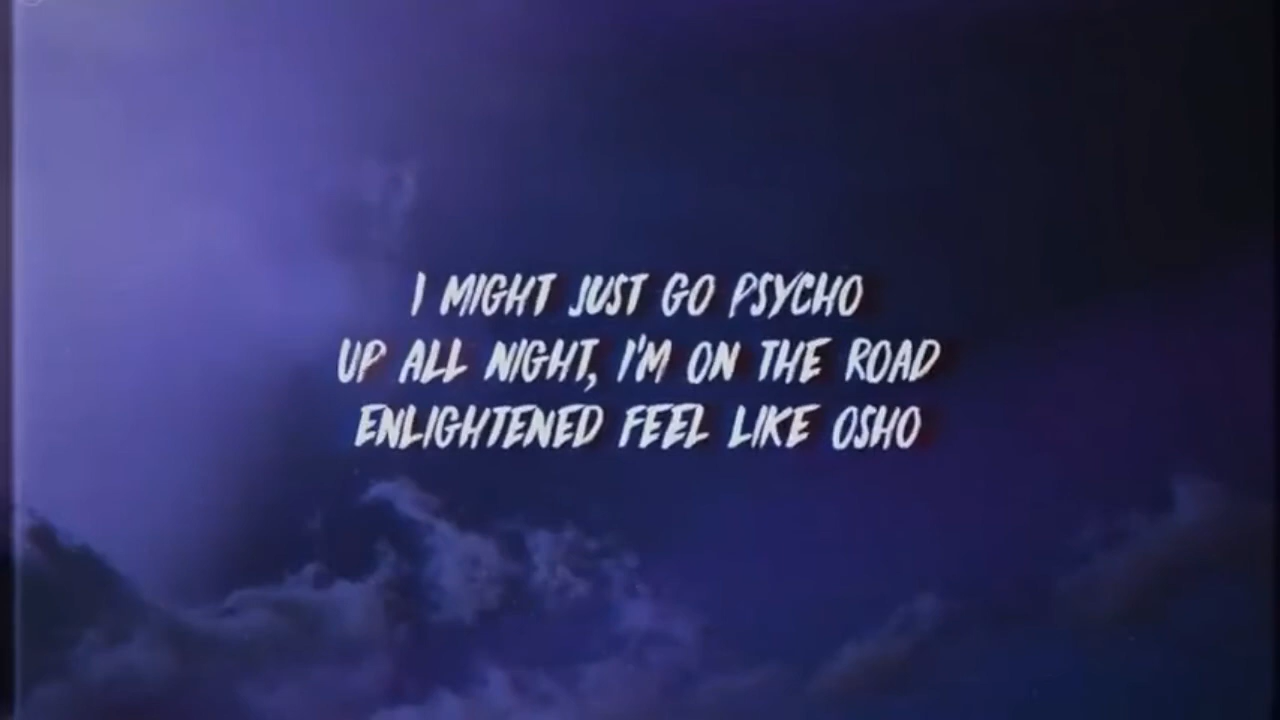 I MIGHT JUST GO PSYCHO
UP ALL NIGHT, I'M ON THE ROAD
ENLIGHTENED FEEL LIKE OSHO